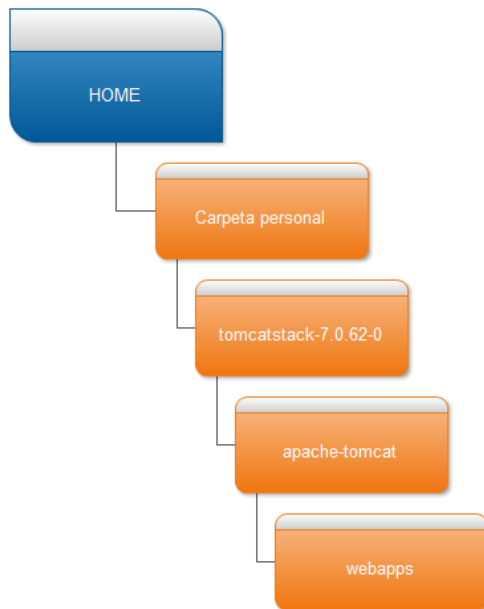 HOME
Carpeta personal
tomcatstack-7.0.62-0
apache-tomcat
webapps